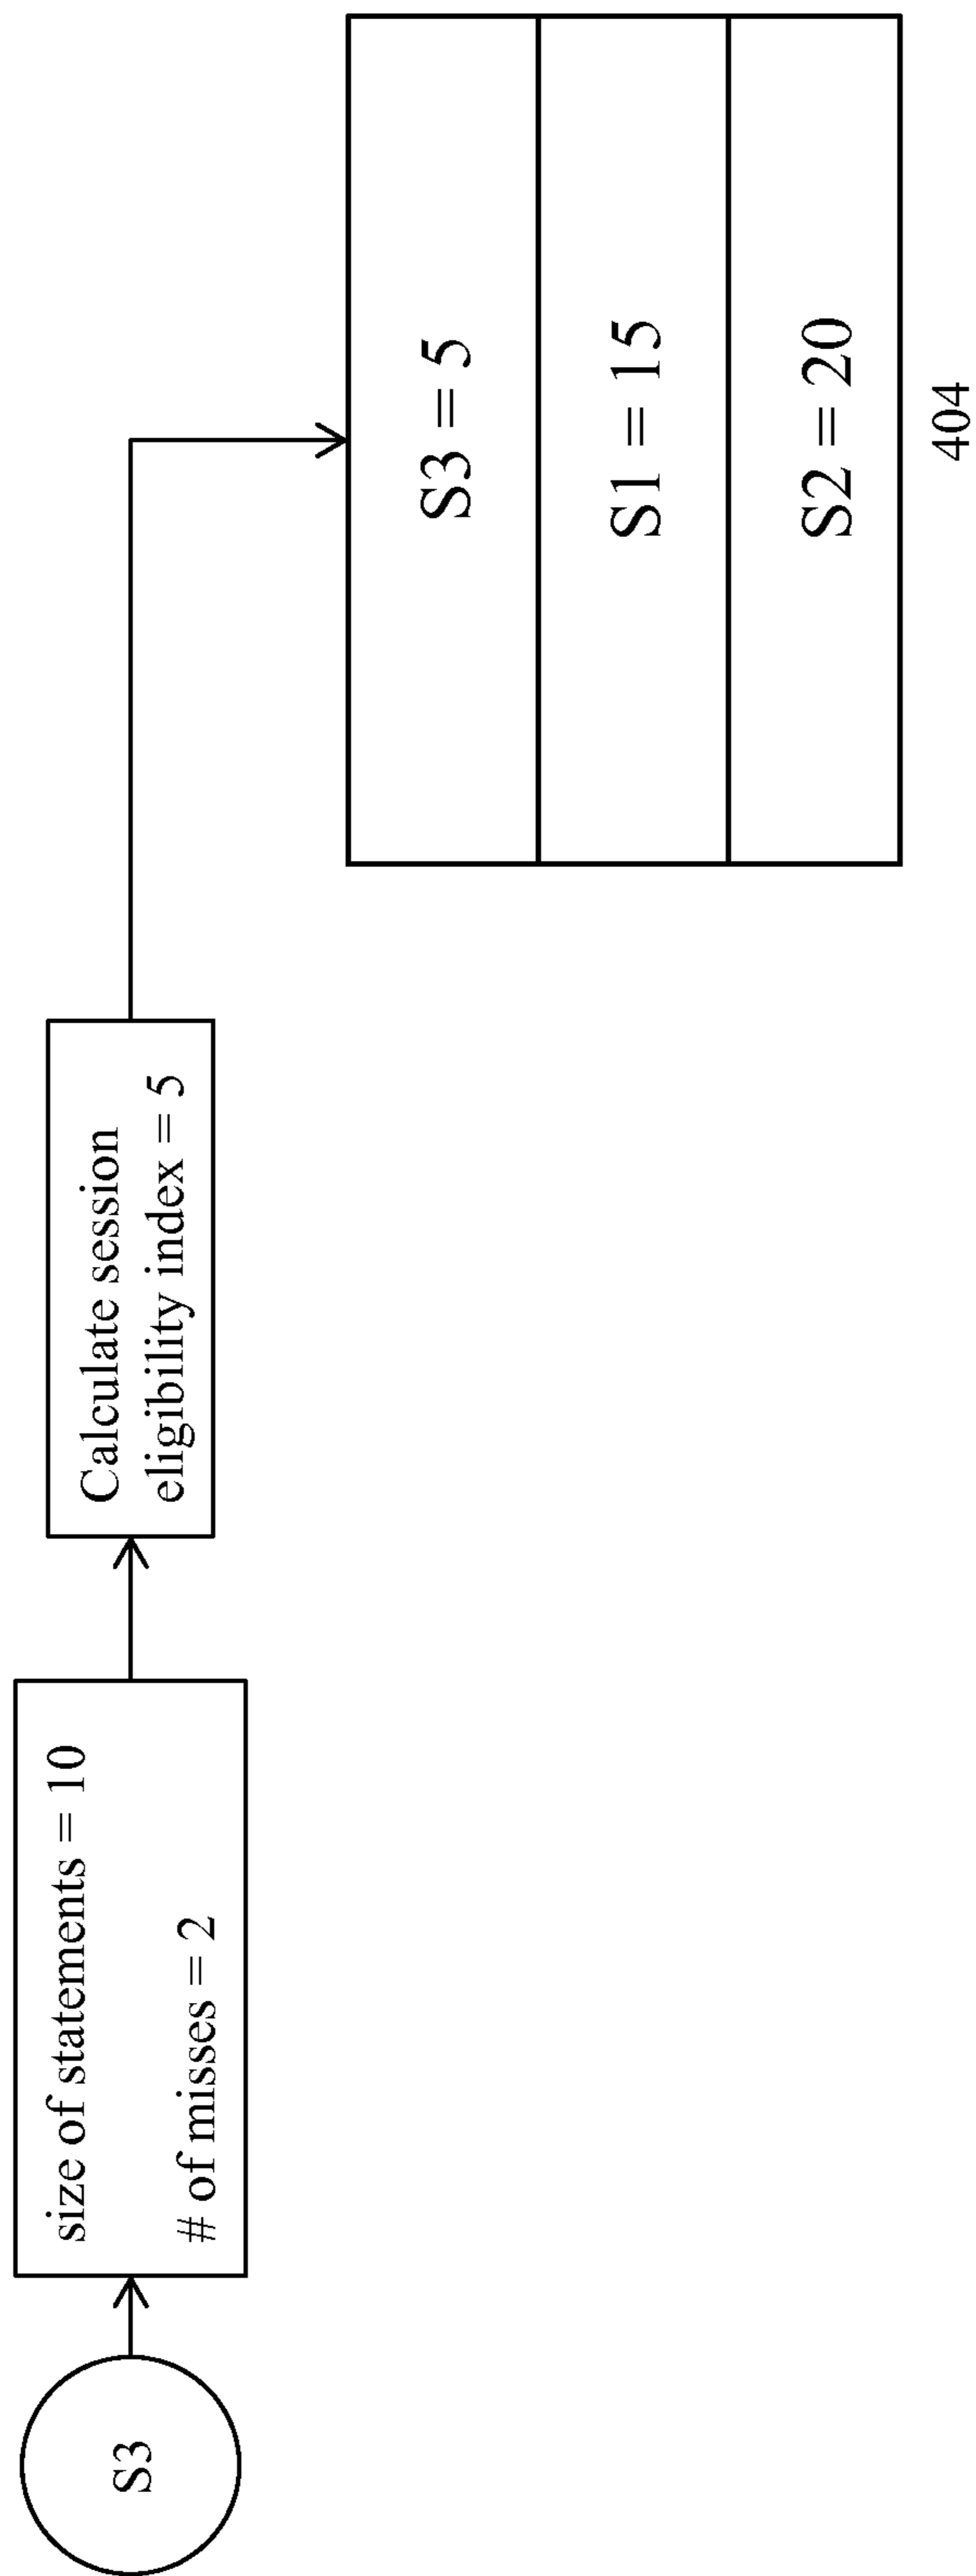 S3
size of statements = 10
# of misses = 2
Calculate session
eligibility index = 5
S3 = 5
S1 = 15
S2 = 20
404